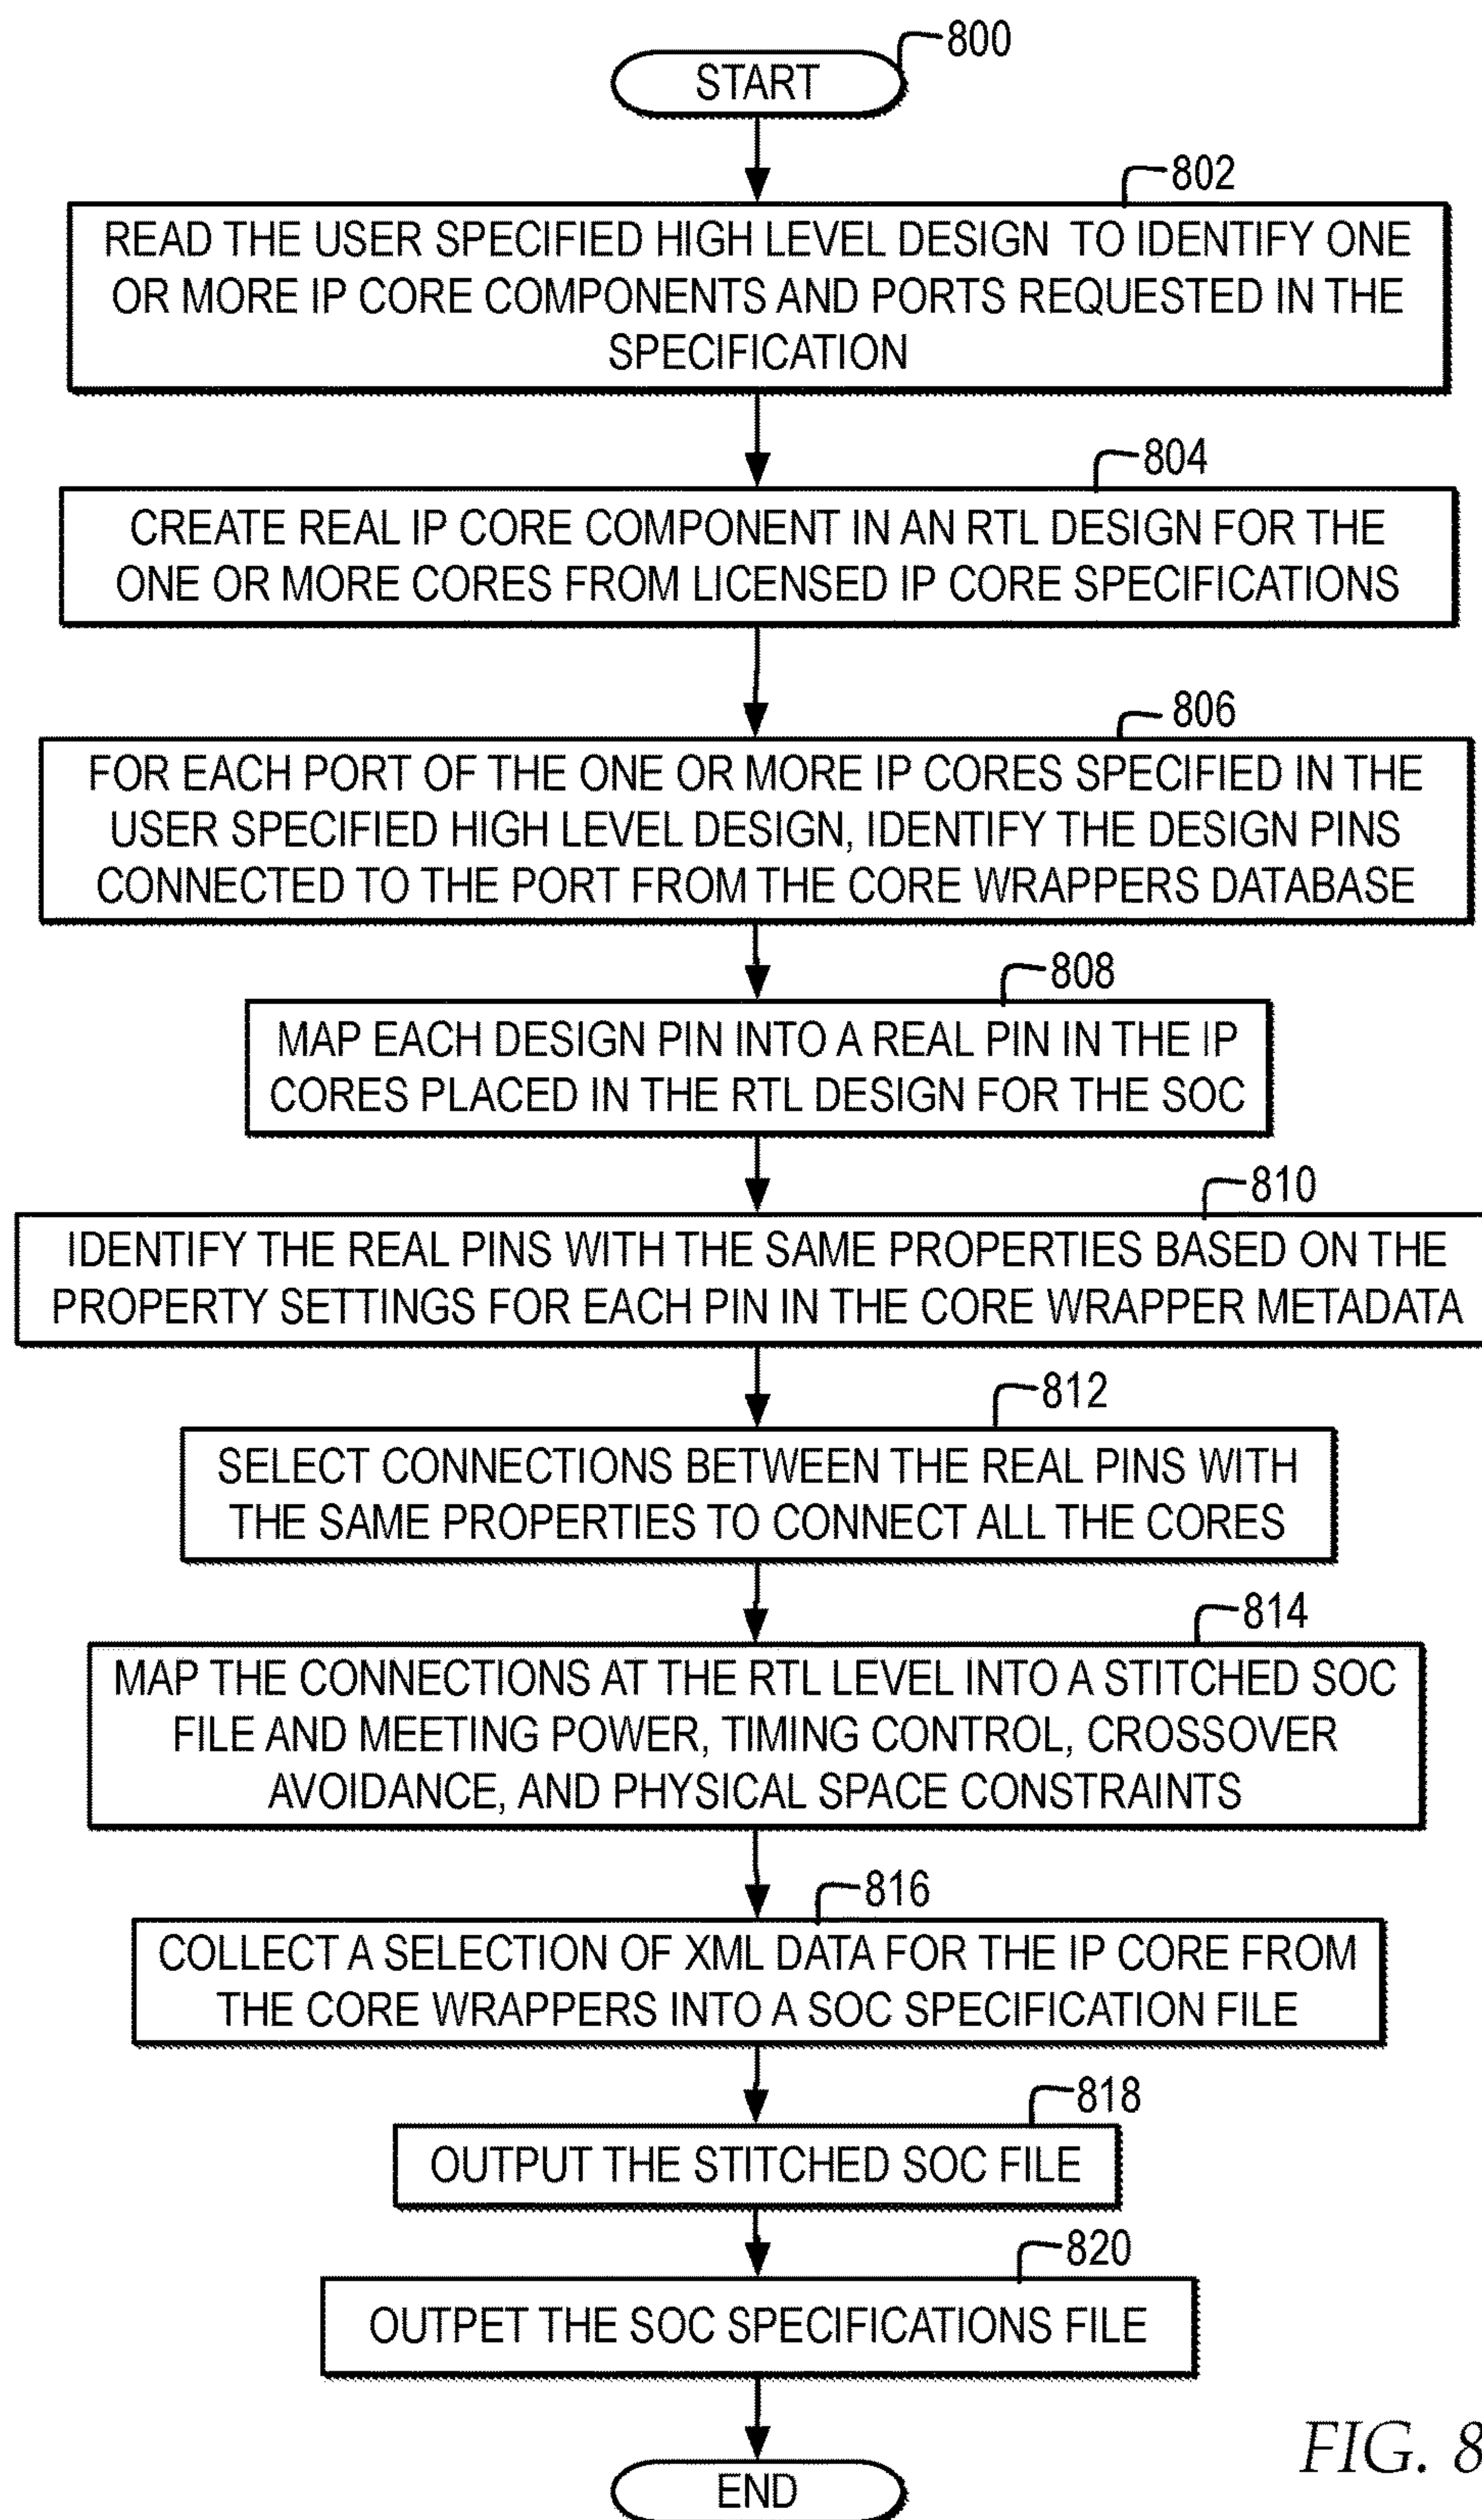 800
START
802
READ THE USER SPECIFIED HIGH LEVEL DESIGN TO IDENTIFY ONE
OR MORE IP CORE COMPONENTS AND PORTS REQUESTED IN THE
SPECIFICATION
804
CREATE REAL IP CORE COMPONENT IN AN RTL DESIGN FOR THE
ONE OR MORE CORES FROM LICENSED IP CORE SPECIFICATIONS
806
FOR EACH PORT OF THE ONE OR MORE IP CORES SPECIFIED IN THE
USER SPECIFIED HIGH LEVEL DESIGN, IDENTIFY THE DESIGN PINS
CONNECTED TO THE PORT FROM THE CORE WRAPPERS DATABASE
808
MAP EACH DESIGN PIN INTO A REAL PIN IN THE IP
CORES PLACED IN THE RTL DESIGN FOR THE SOC
810
IDENTIFY THE REAL PINS WITH THE SAME PROPERTIES BASED ON THE
PROPERTY SETTINGS FOR EACH PIN IN THE CORE WRAPPER METADATA
812
SELECT CONNECTIONS BETWEEN THE REAL PINS WITH
THE SAME PROPERTIES TO CONNECT ALL THE CORES
814
MAP THE CONNECTIONS AT THE RTL LEVEL INTO A STITCHED SOC
FILE AND MEETING POWER, TIMING CONTROL, CROSSOVER
AVOIDANCE, AND PHYSICAL SPACE CONSTRAINTS
816
COLLECT A SELECTION OF XML DATA FOR THE IP CORE FROM
THE CORE WRAPPERS INTO A SOC SPECIFICATION FILE
818
OUTPUT THE STITCHED SOC FILE
820
OUTPET THE SOC SPECIFICATIONS FILE
END
FIG. 8